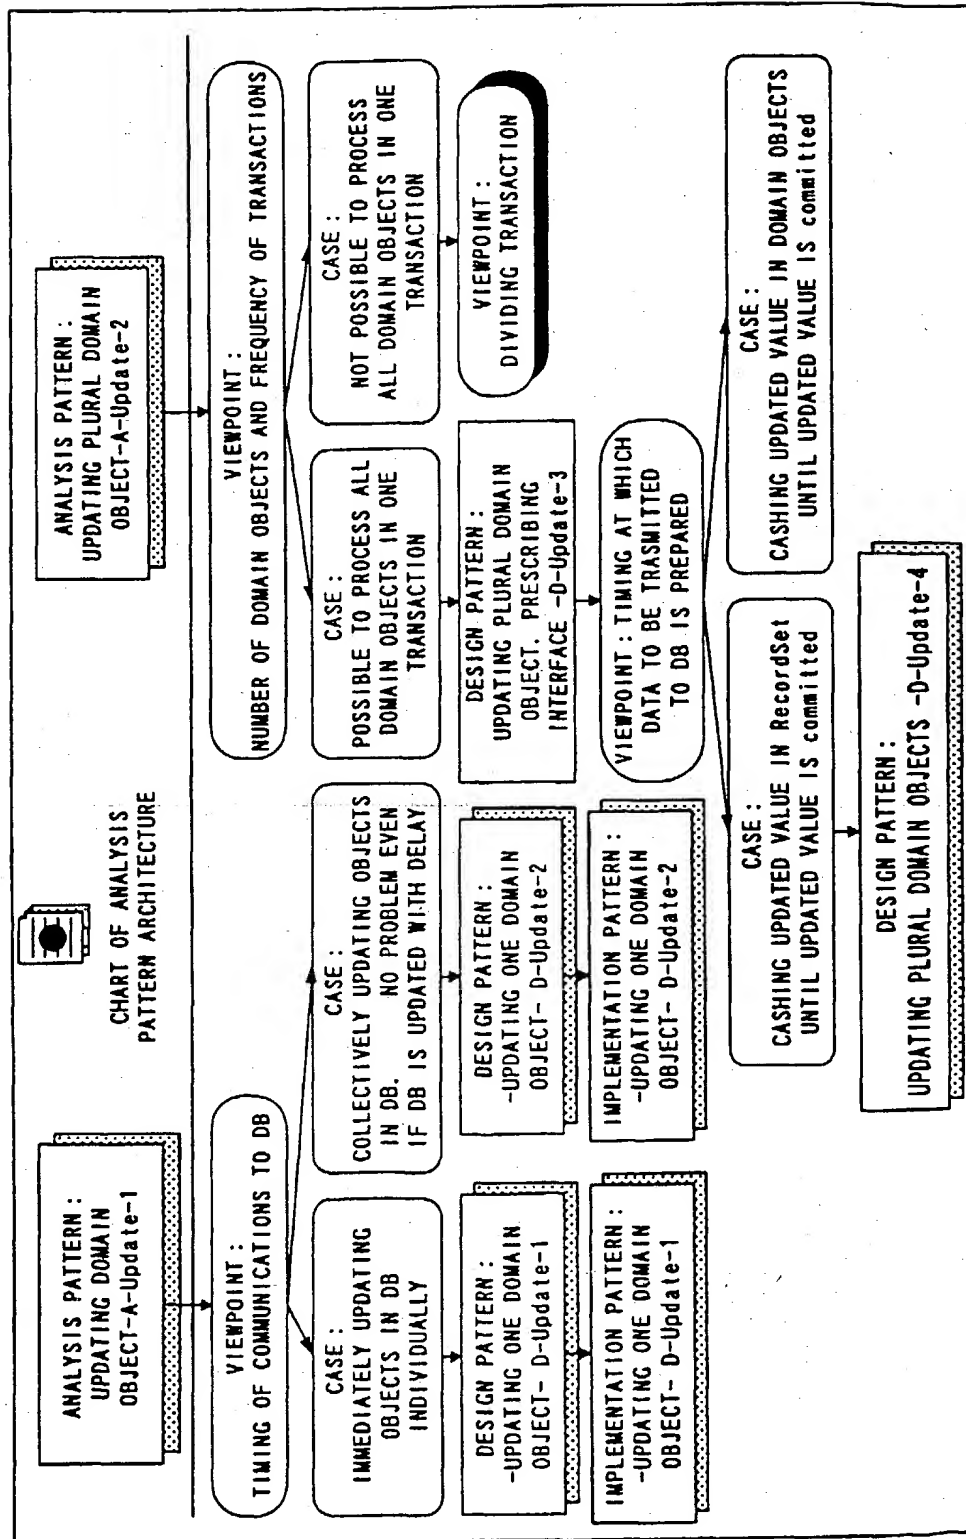 CHART OF ANALYSIS
PATTERN ARCHITECTURE
ANALYSIS PATTERN:
UPDATING DOMAIN
OBJECT-A-Update-1
ANALYSIS PATTERN:
UPDATING PLURAL DOMAIN
OBJECT-A-Update-2
VIEWPOINT:
TIMING OF COMMUNICATIONS TO DB
VIEWPOINT:
NUMBER OF DOMAIN OBJECTS AND FREQUENCY OF TRANSACTIONS
CASE:
IMMEDIATELY UPDATING
OBJECTS IN DB
INDIVIDUALLY
CASE:
COLLECTIVELY UPDATING OBJECTS
IN DB. NO PROBLEM EVEN
IF DB IS UPDATED WITH DELAY
CASE:
POSSIBLE TO PROCESS ALL
DOMAIN OBJECTS IN ONE
TRANSACTION
CASE:
NOT POSSIBLE TO PROCESS
ALL DOMAIN OBJECTS IN ONE
TRANSACTION
DESIGN PATTERN:
-UPDATING ONE DOMAIN
OBJECT- D-Update-1
DESIGN PATTERN:
-UPDATING ONE DOMAIN
OBJECT- D-Update-2
DESIGN PATTERN:
UPDATING PLURAL DOMAIN
OBJECT. PRESCRIBING
INTERFACE -D-Update-3
VIEWPOINT:
DIVIDING TRANSACTION
IMPLEMENTATION PATTERN:
-UPDATING ONE DOMAIN
OBJECT- D-Update-1
IMPLEMENTATION PATTERN:
-UPDATING ONE DOMAIN
OBJECT- D-Update-2
VIEWPOINT: TIMING AT WHICH
DATA TO BE TRASMITTED
TO DB IS PREPARED
CASE:
CASHING UPDATED VALUE IN RecordSet
UNTIL UPDATED VALUE IS committed
CASE:
CASHING UPDATED VALUE IN DOMAIN OBJECTS
UNTIL UPDATED VALUE IS committed
DESIGN PATTERN:
UPDATING PLURAL DOMAIN OBJECTS -D-Update-4